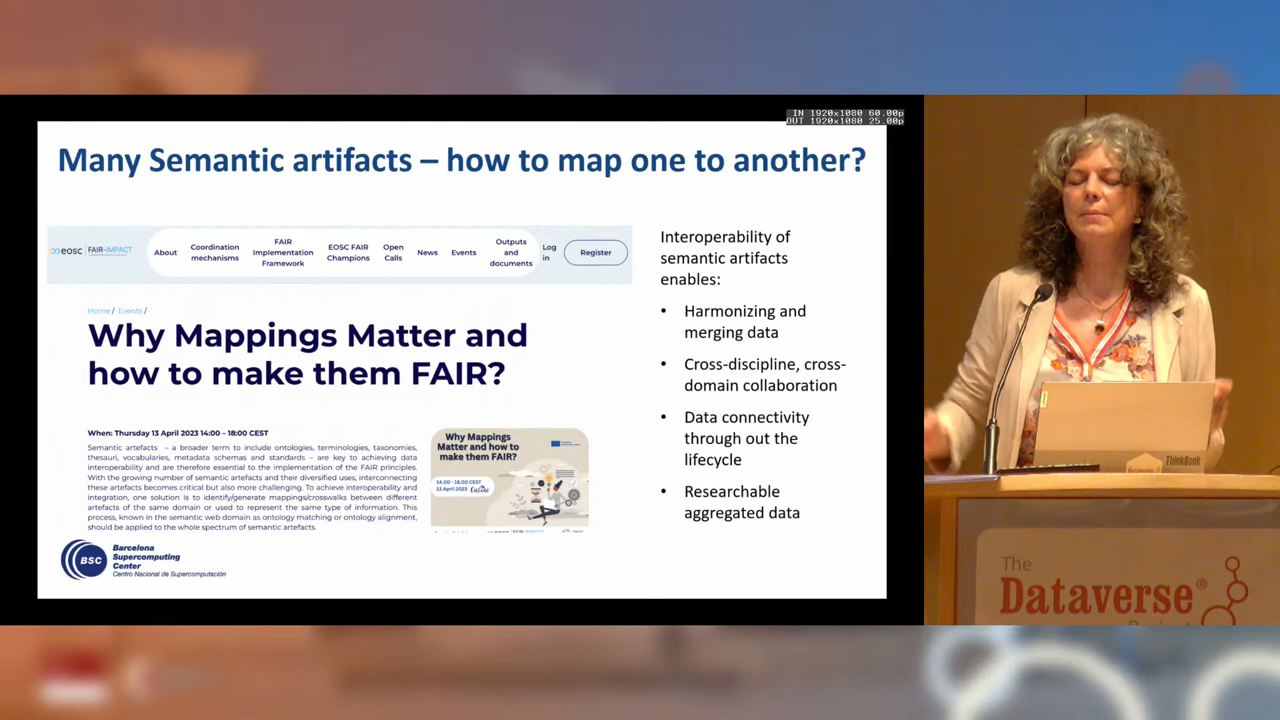 IN 1920x1080 60.00p
OUT 1920x1080 25.00p
Many Semantic artifacts – how to map one to another?
eosc | FAIR-IMPACT
About
Coordination
mechanisms
FAIR
Implementation
Framework
EOSC FAIR
Champions
Open
Calls
News
Events
Outputs
and
documents
Log
in
Register
Home / Events /
Why Mappings Matter and
how to make them FAIR?
When: Thursday 13 April 2023 14:00 – 18:00 CEST
Semantic artefacts – a broader term to include ontologies, terminologies, taxonomies,
thesauri, vocabularies, metadata schemas and standards – are key to achieving data
interoperability and are therefore essential to the implementation of the FAIR principles.
With the growing number of semantic artefacts and their diversified uses, interconnecting
these artefacts becomes critical but also more challenging. To achieve interoperability and
integration, one solution is to identify/generate mappings/crosswalks between different
artefacts of the same domain or used to represent the same type of information. This
process, known in the semantic web domain as ontology matching or ontology alignment,
should be applied to the whole spectrum of semantic artefacts.
Why Mappings
Matter and how to
make them FAIR?
14:00 - 18:00 CEST
13 April 2023 Online
Interoperability of
semantic artifacts
enables:
• Harmonizing and
merging data
• Cross-discipline, cross-
domain collaboration
• Data connectivity
through out the
lifecycle
• Researchable
aggregated data
BSC
Barcelona
Supercomputing
Center
Centro Nacional de Supercomputación
ThinkBook
The
Dataverse®